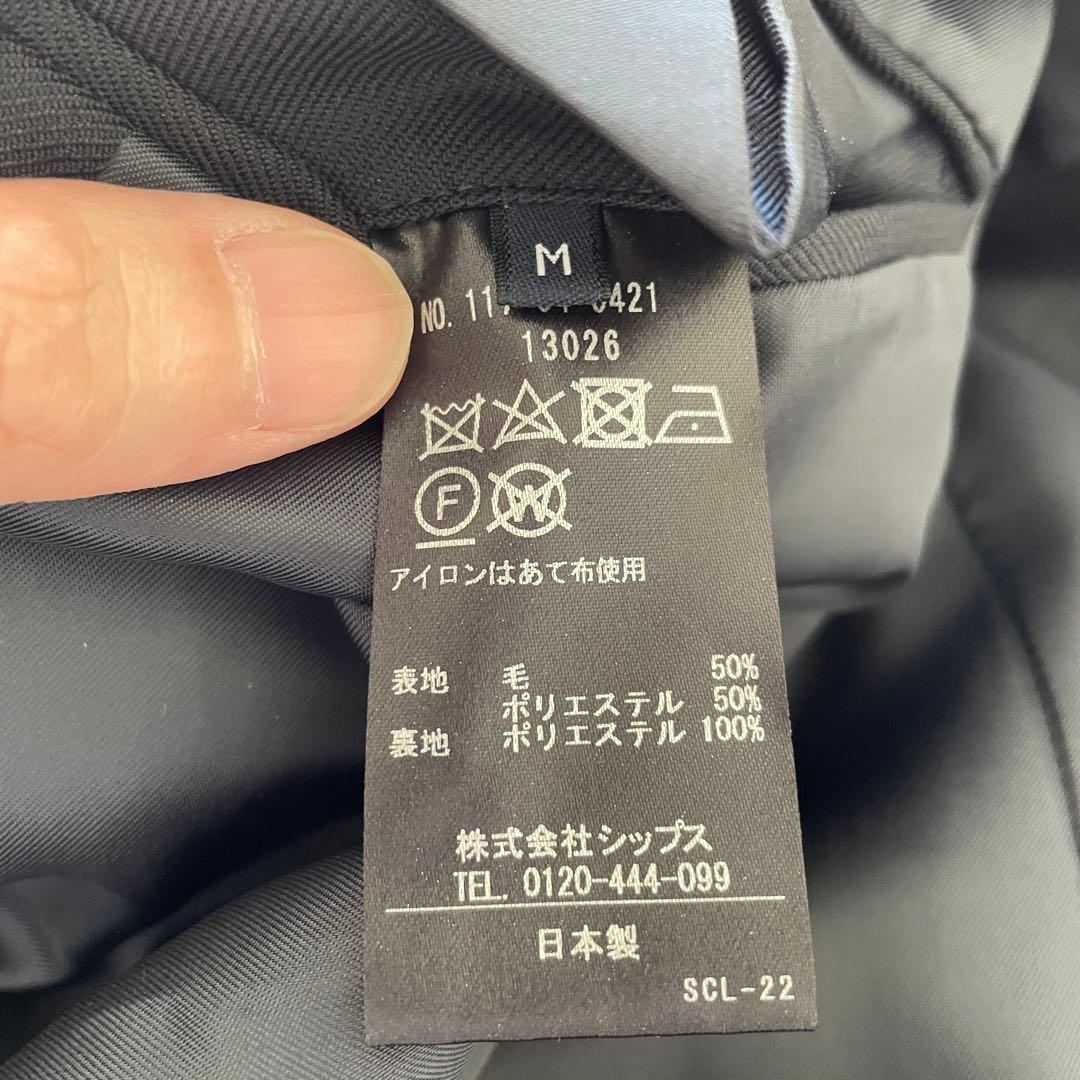 M
NO. 11 421
13026
F W
アイロンはあて布使用
表地 毛 50%
ポリエステル 50%
裏地 ポリエステル 100%
株式会社シップス
TEL. 0120-444-099
日本製
SCL-22